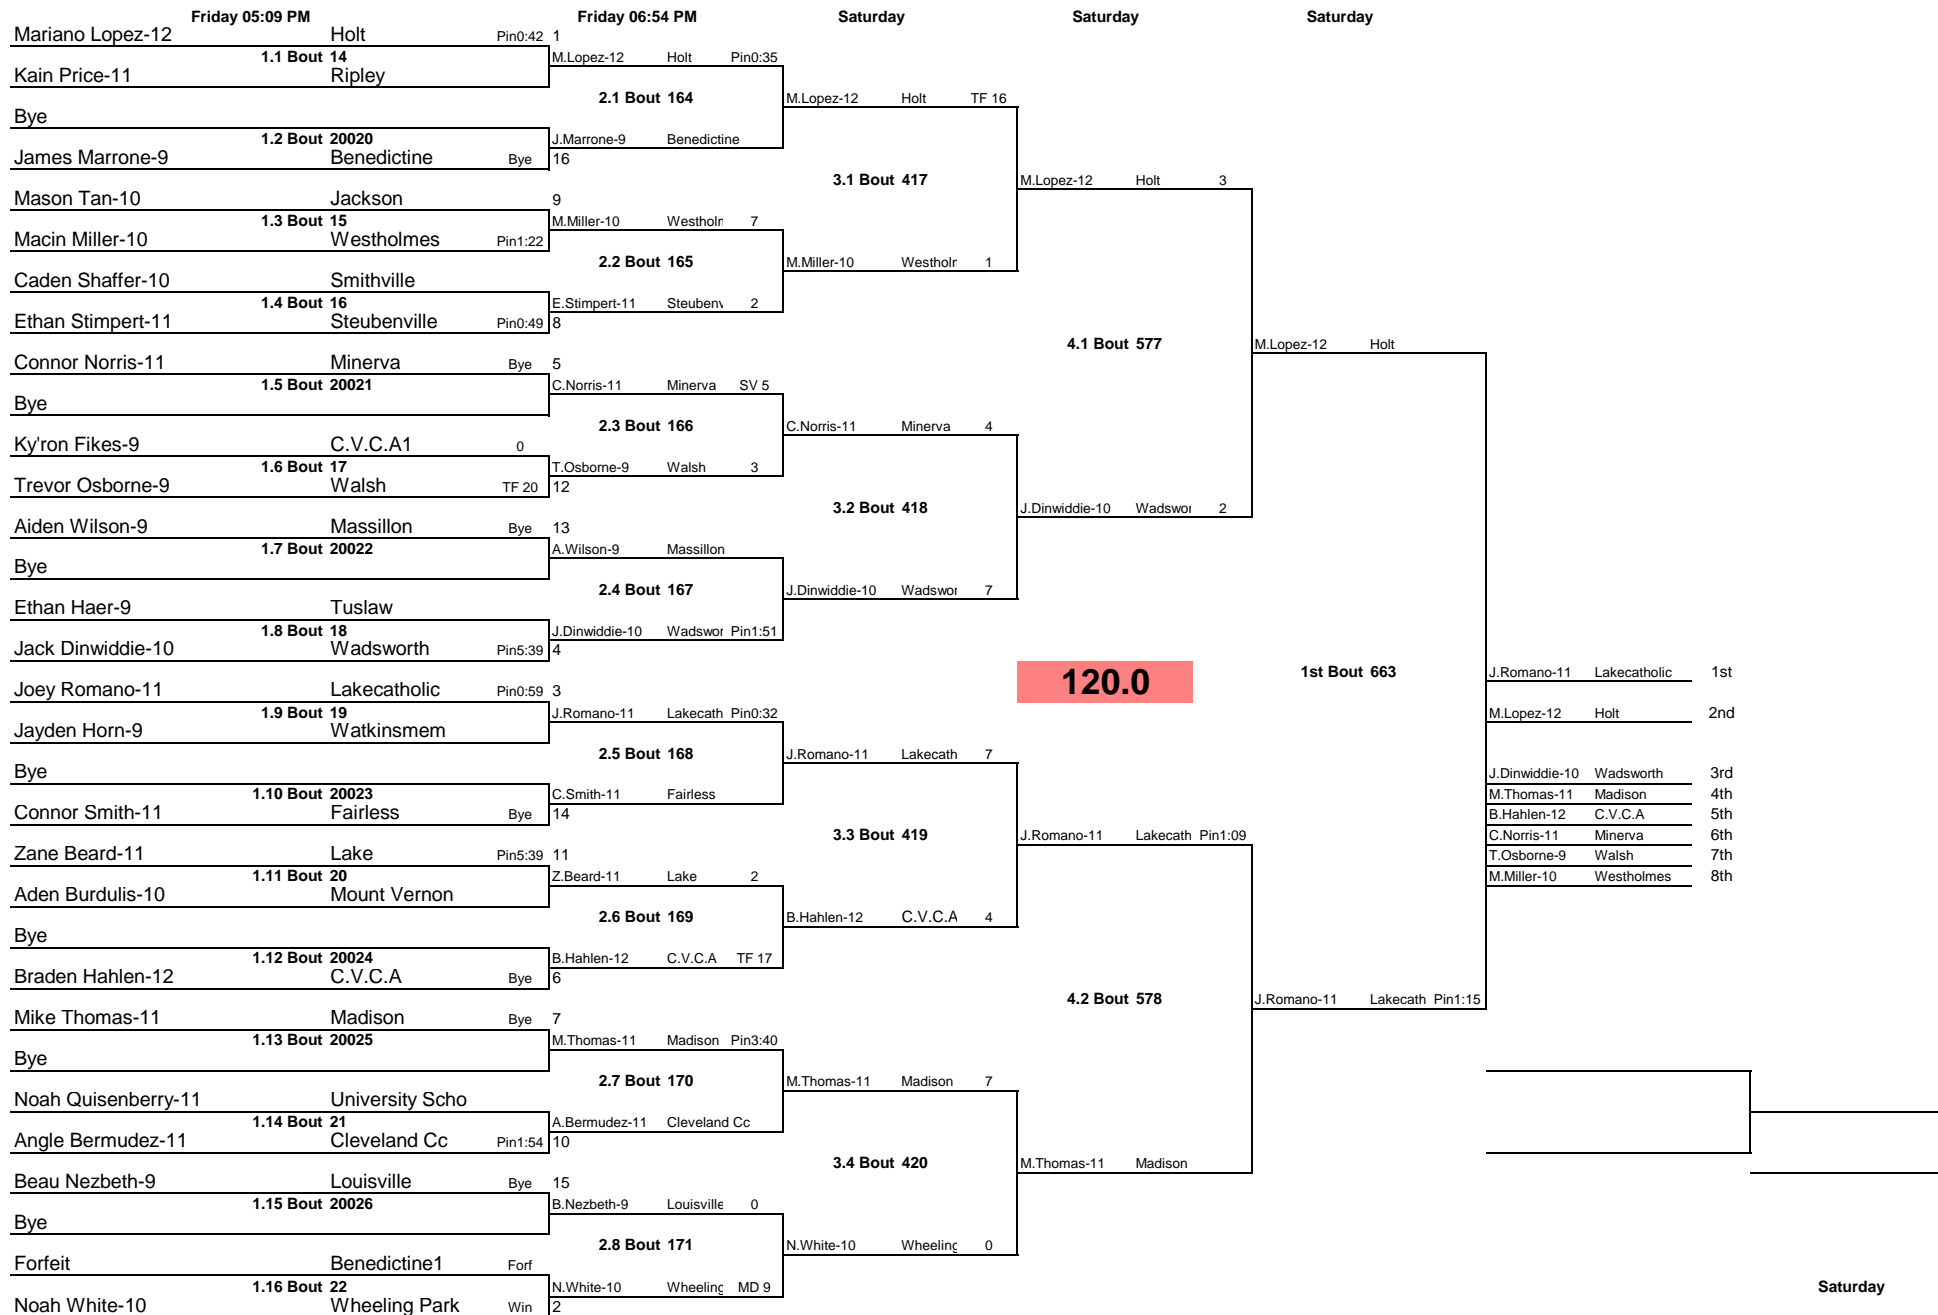 Friday 05:09 PM Friday 06:54 PM Saturday Saturday Saturday
Mariano Lopez-12 Holt Pin0:42 1
1.1 Bout 14 M.Lopez-12 Holt Pin0:35
Kain Price-11 Ripley
2.1 Bout 164 M.Lopez-12 Holt TF 16
Bye
1.2 Bout 20020 J.Marrone-9 Benedictine
James Marrone-9 Benedictine Bye 16
3.1 Bout 417 M.Lopez-12 Holt 3
Mason Tan-10 Jackson 9
1.3 Bout 15 M.Miller-10 Westholm 7
Macin Miller-10 Westholmes Pin1:22
2.2 Bout 165 M.Miller-10 Westholm 1
Caden Shaffer-10 Smithville
1.4 Bout 16 E.Stimpert-11 Steubenv 2
Ethan Stimpert-11 Steubenville Pin0:49 8
4.1 Bout 577 M.Lopez-12 Holt
Connor Norris-11 Minerva Bye 5
1.5 Bout 20021 C.Norris-11 Minerva SV 5
Bye
2.3 Bout 166 C.Norris-11 Minerva 4
Ky'ron Fikes-9 C.V.C.A1 0
1.6 Bout 17 T.Osborne-9 Walsh 3
Trevor Osborne-9 Walsh TF 20 12
3.2 Bout 418 J.Dinwiddie-10 Wadswor 2
Aiden Wilson-9 Massillon Bye 13
1.7 Bout 20022 A.Wilson-9 Massillon
Bye
2.4 Bout 167 J.Dinwiddie-10 Wadswor 7
Ethan Haer-9 Tuslaw
1.8 Bout 18 J.Dinwiddie-10 Wadswor Pin1:51
Jack Dinwiddie-10 Wadsworth Pin5:39 4
120.0 1st Bout 663 J.Romano-11 Lakecatholic 1st
Joey Romano-11 Lakecatholic Pin0:59 3
1.9 Bout 19 J.Romano-11 Lakecath Pin0:32 M.Lopez-12 Holt 2nd
Jayden Horn-9 Watkinsmem
2.5 Bout 168 J.Romano-11 Lakecath 7
Bye J.Dinwiddie-10 Wadsworth 3rd
1.10 Bout 20023 C.Smith-11 Fairless M.Thomas-11 Madison 4th
Connor Smith-11 Fairless Bye 14 B.Hahlen-12 C.V.C.A 5th
3.3 Bout 419 J.Romano-11 Lakecath Pin1:09 C.Norris-11 Minerva 6th
Zane Beard-11 Lake Pin5:39 11 T.Osborne-9 Walsh 7th
1.11 Bout 20 Z.Beard-11 Lake 2 M.Miller-10 Westholmes 8th
Aden Burdulis-10 Mount Vernon
2.6 Bout 169 B.Hahlen-12 C.V.C.A 4
Bye
1.12 Bout 20024 B.Hahlen-12 C.V.C.A TF 17
Braden Hahlen-12 C.V.C.A Bye 6
4.2 Bout 578 J.Romano-11 Lakecath Pin1:15
Mike Thomas-11 Madison Bye 7
1.13 Bout 20025 M.Thomas-11 Madison Pin3:40
Bye
2.7 Bout 170 M.Thomas-11 Madison 7
Noah Quisenberry-11 University Scho
1.14 Bout 21 A.Bermudez-11 Cleveland Cc
Angle Bermudez-11 Cleveland Cc Pin1:54 10
3.4 Bout 420 M.Thomas-11 Madison
Beau Nezbeth-9 Louisville Bye 15
1.15 Bout 20026 B.Nezbeth-9 Louisville 0
Bye
2.8 Bout 171 N.White-10 Wheeling 0
Forfeit Benedictine1 Forf
1.16 Bout 22 N.White-10 Wheeling MD 9 Saturday
Noah White-10 Wheeling Park Win 2